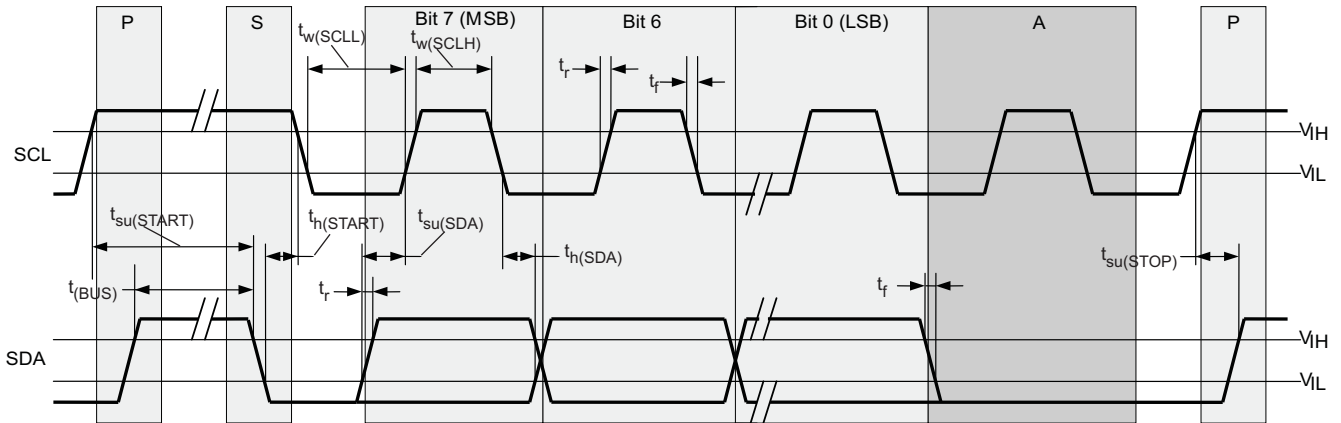 P S Bit 7 (MSB) Bit 6 Bit 0 (LSB) A P
tw(SCLL) tw(SCLH)
tr
tf
VIH
SCL
VIL
tsu(START) th(START) tsu(SDA)
th(SDA) tsu(STOP)
t(BUS) tr tf
VIH
SDA
VIL